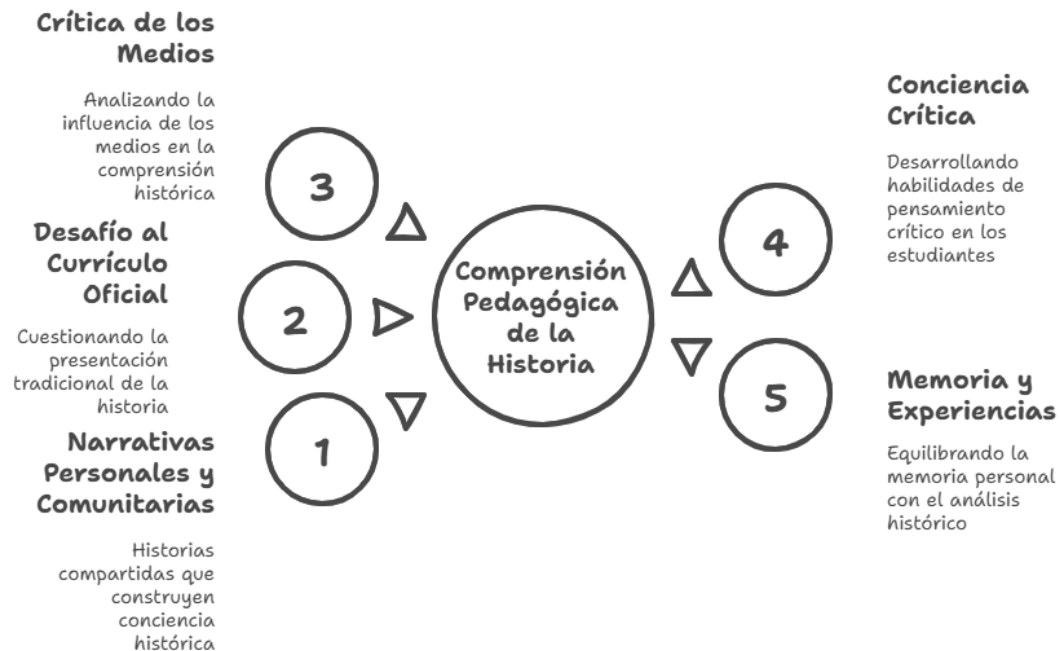 Crítica de los
Medios
Analizando la
influencia de los
medios en la
comprensión
histórica
3
Desafío al
Currículo
Oficial
Cuestionando la
presentación
tradicional de la
historia
2
Narrativas
Personales y
Comunitarias
Historias
compartidas que
construyen
conciencia
histórica
1
Comprensión
Pedagógica
de la
Historia
4
Conciencia
Crítica
Desarrollando
habilidades de
pensamiento
crítico en los
estudiantes
5
Memoria y
Experiencias
Equilibrando la
memoria personal
con el análisis
histórico